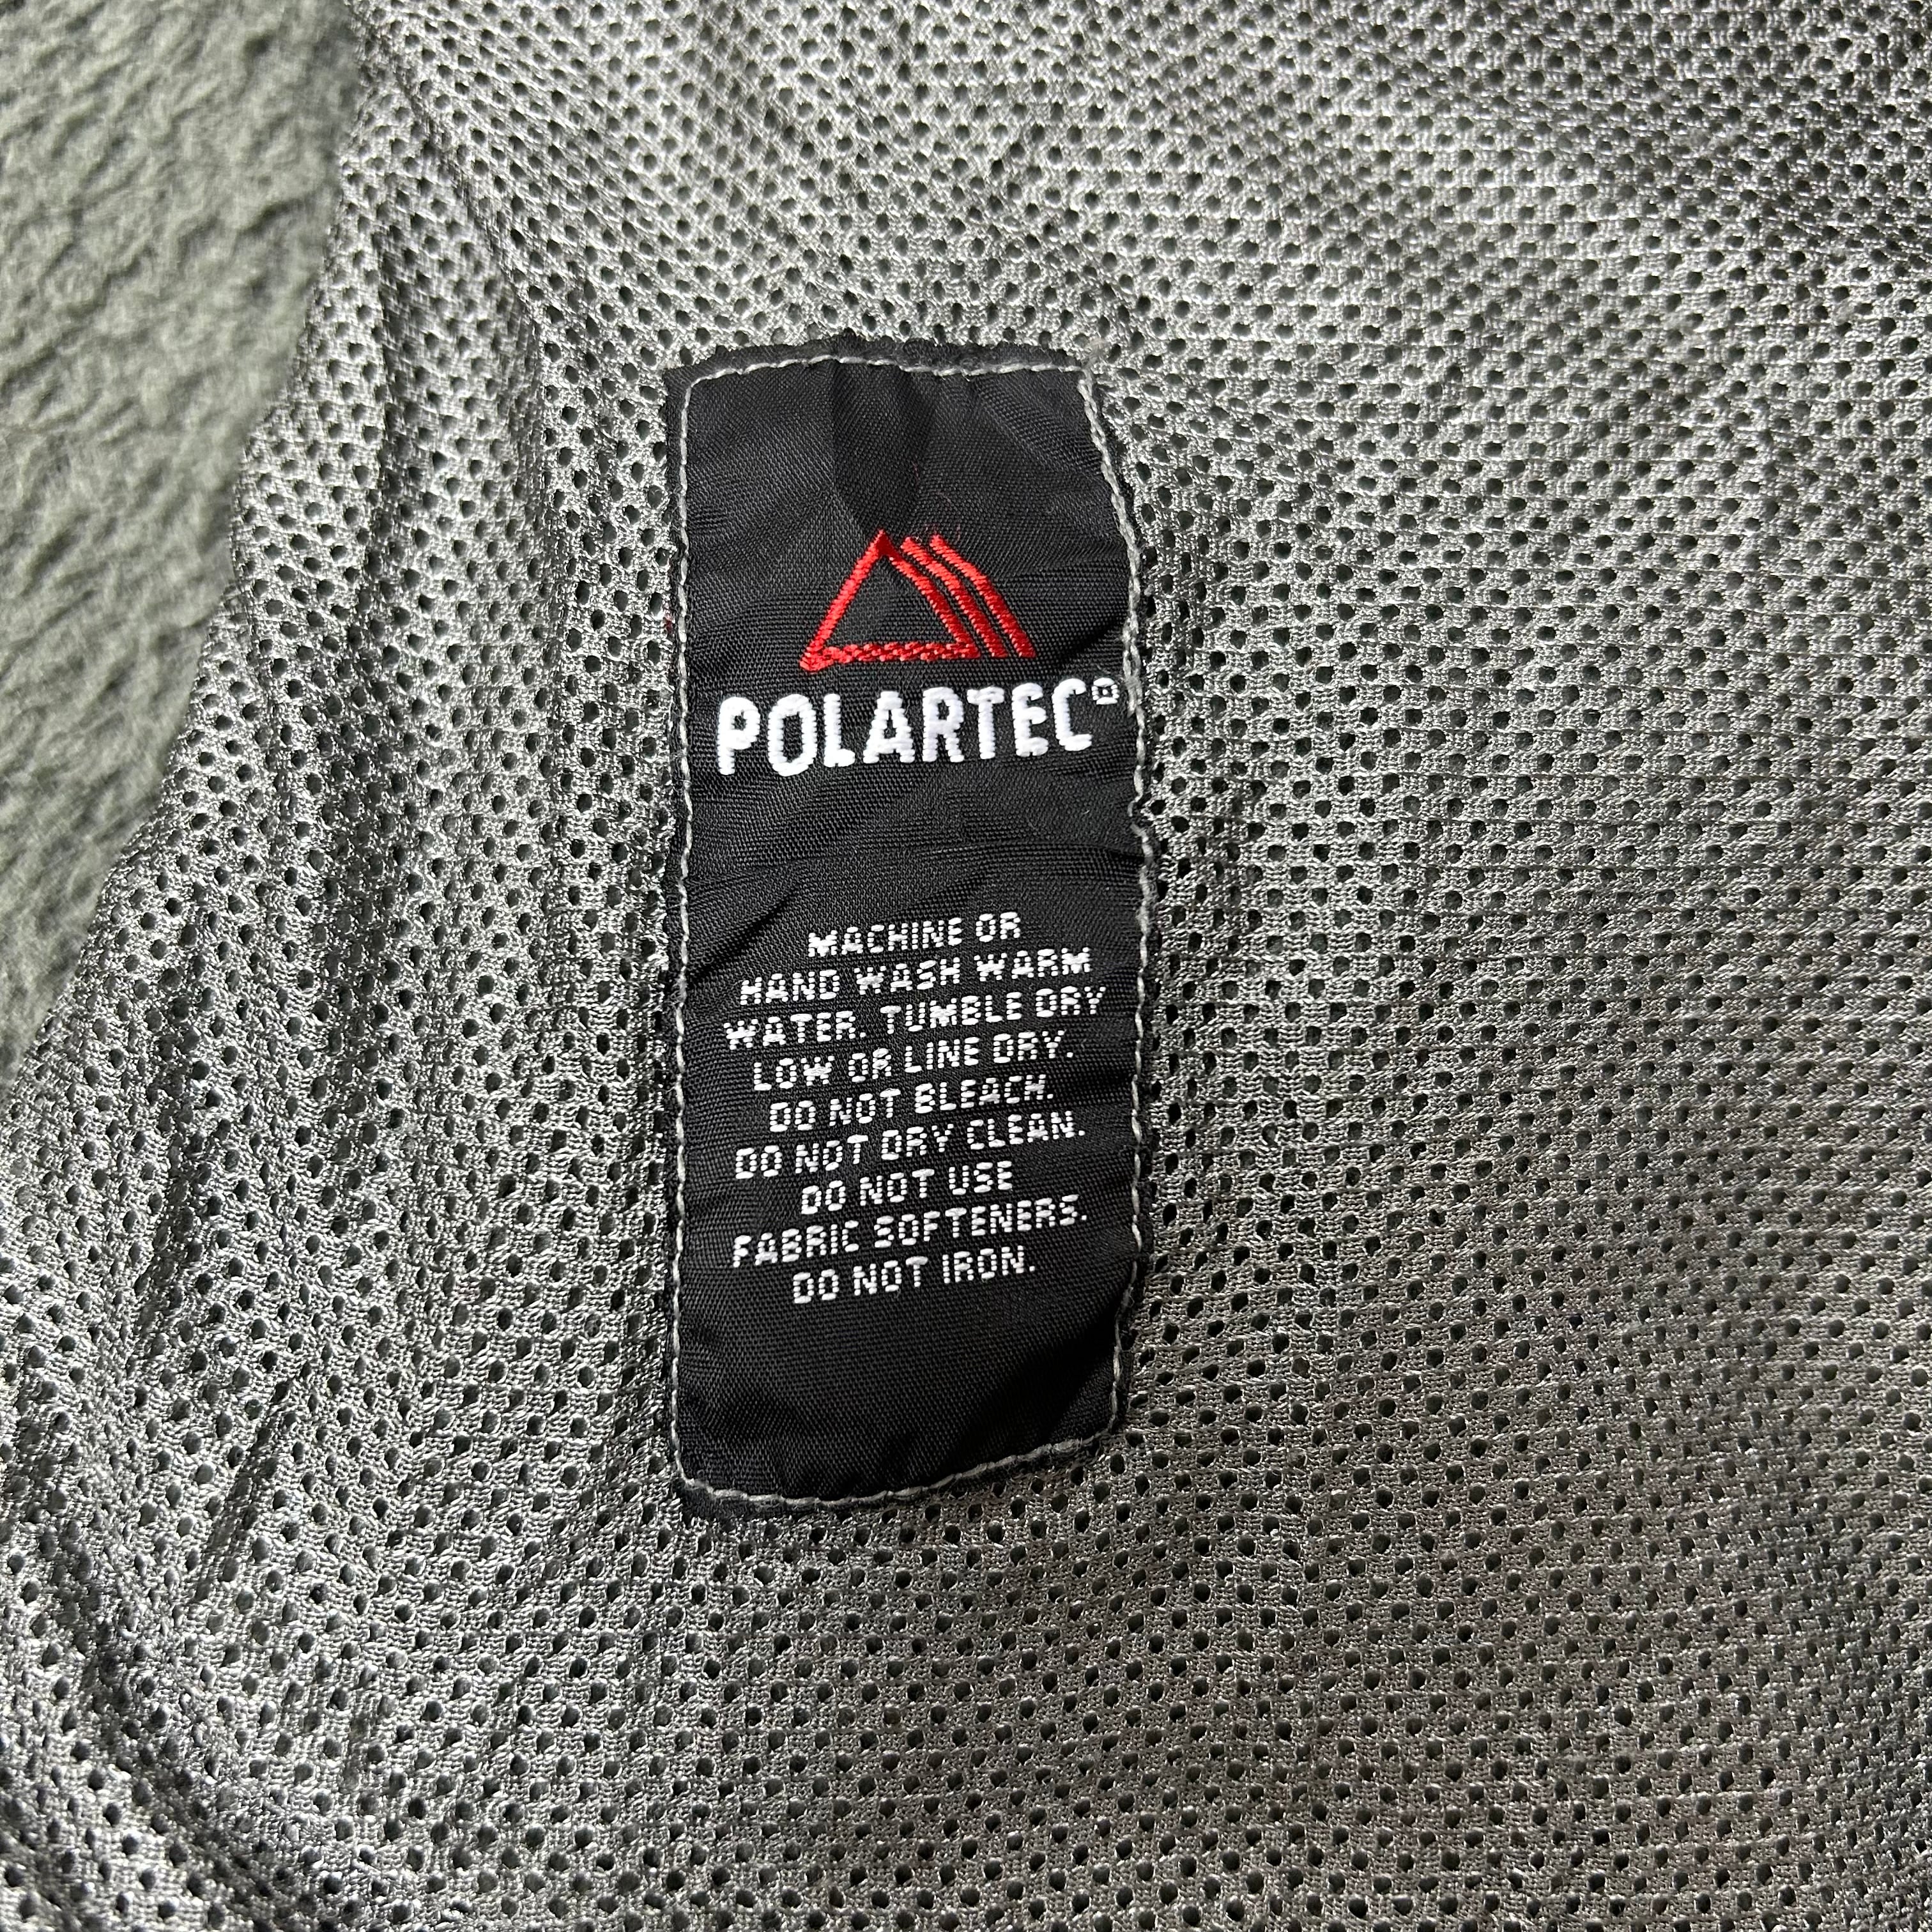 POLARTEC®
MACHINE OR
HAND WASH WARM
WATER. TUMBLE DRY
LOW OR LINE DRY.
DO NOT BLEACH.
DO NOT DRY CLEAN.
DO NOT USE
FABRIC SOFTENERS.
DO NOT IRON.